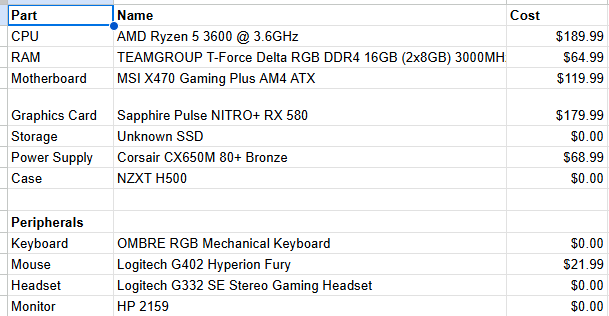 Part Name Cost
CPU AMD Ryzen 5 3600 @ 3.6GHz $189.99
RAM TEAMGROUP T-Force Delta RGB DDR4 16GB (2x8GB) 3000MH $64.99
Motherboard MSI X470 Gaming Plus AM4 ATX $119.99
Graphics Card Sapphire Pulse NITRO+ RX 580 $179.99
Storage Unknown SSD $0.00
Power Supply Corsair CX650M 80+ Bronze $68.99
Case NZXT H500 $0.00
Peripherals
Keyboard OMBRE RGB Mechanical Keyboard $0.00
Mouse Logitech G402 Hyperion Fury $21.99
Headset Logitech G332 SE Stereo Gaming Headset $0.00
Monitor HP 2159 $0.00